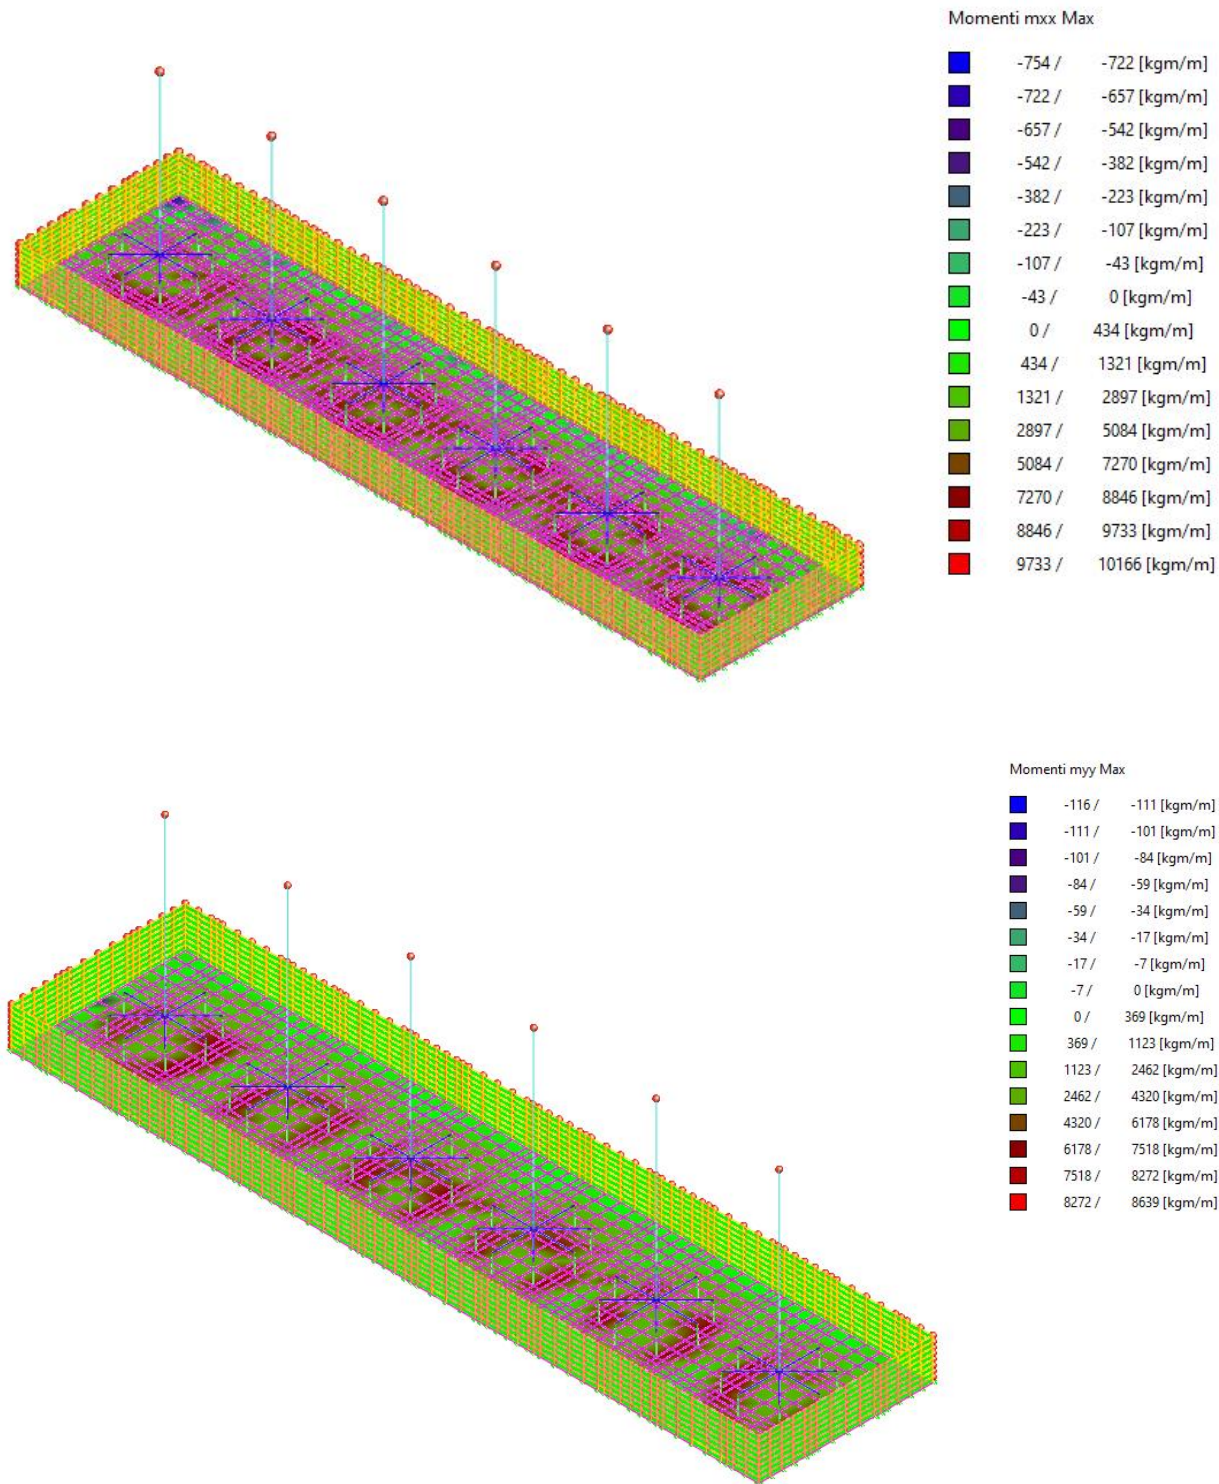 Momenti mxx Max
-754 / -722 [kgm/m]
-722 / -657 [kgm/m]
-657 / -542 [kgm/m]
-542 / -382 [kgm/m]
-382 / -223 [kgm/m]
-223 / -107 [kgm/m]
-107 / -43 [kgm/m]
-43 / 0 [kgm/m]
0 / 434 [kgm/m]
434 / 1321 [kgm/m]
1321 / 2897 [kgm/m]
2897 / 5084 [kgm/m]
5084 / 7270 [kgm/m]
7270 / 8846 [kgm/m]
8846 / 9733 [kgm/m]
9733 / 10166 [kgm/m]
Momenti myy Max
-116 / -111 [kgm/m]
-111 / -101 [kgm/m]
-101 / -84 [kgm/m]
-84 / -59 [kgm/m]
-59 / -34 [kgm/m]
-34 / -17 [kgm/m]
-17 / -7 [kgm/m]
-7 / 0 [kgm/m]
0 / 369 [kgm/m]
369 / 1123 [kgm/m]
1123 / 2462 [kgm/m]
2462 / 4320 [kgm/m]
4320 / 6178 [kgm/m]
6178 / 7518 [kgm/m]
7518 / 8272 [kgm/m]
8272 / 8639 [kgm/m]